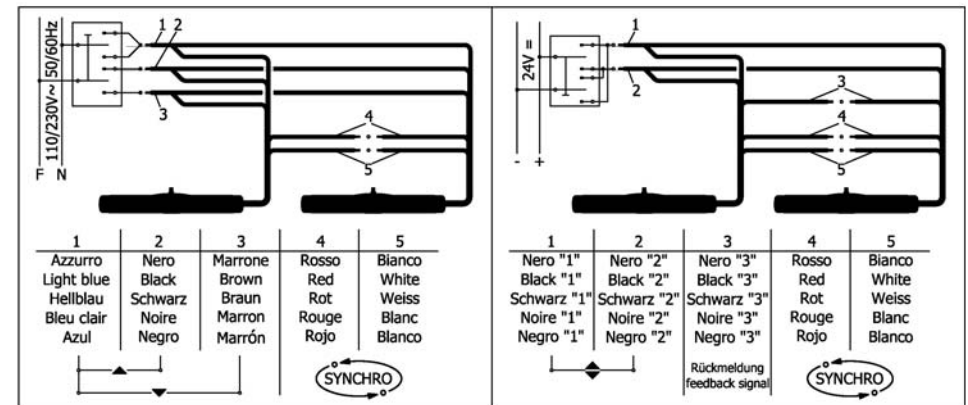 110/230V~ 50/60Hz
F N
1 2
3
4
5
1 2 3 4 5
Azzurro Nero Marrone Rosso Bianco
Light blue Black Brown Red White
Hellblau Schwarz Braun Rot Weiss
Bleu clair Noire Marron Rouge Blanc
Azul Negro Marrón Rojo Blanco
SYNCHRO
24V =
- +
1
2
3
4
5
1 2 3 4 5
Nero "1" Nero "2" Nero "3" Rosso Bianco
Black "1" Black "2" Black "3" Red White
Schwarz "1" Schwarz "2" Schwarz "3" Rot Weiss
Noire "1" Noire "2" Noire "3" Rouge Blanc
Negro "1" Negro "2" Negro "3" Rojo Blanco
Rückmeldung
feedback signal
SYNCHRO